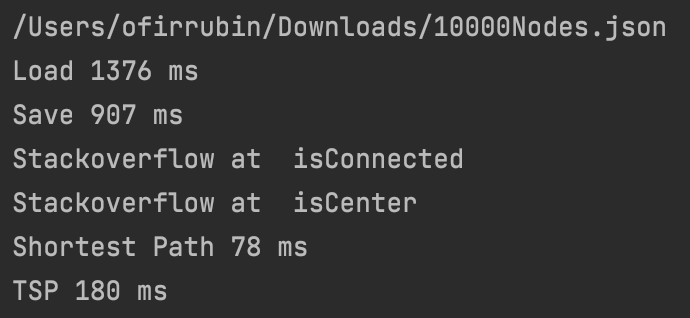 /Users/ofirrubin/Downloads/10000Nodes.json
Load 1376 ms
Save 907 ms
Stackoverflow at  isConnected
Stackoverflow at  isCenter
Shortest Path 78 ms
TSP 180 ms